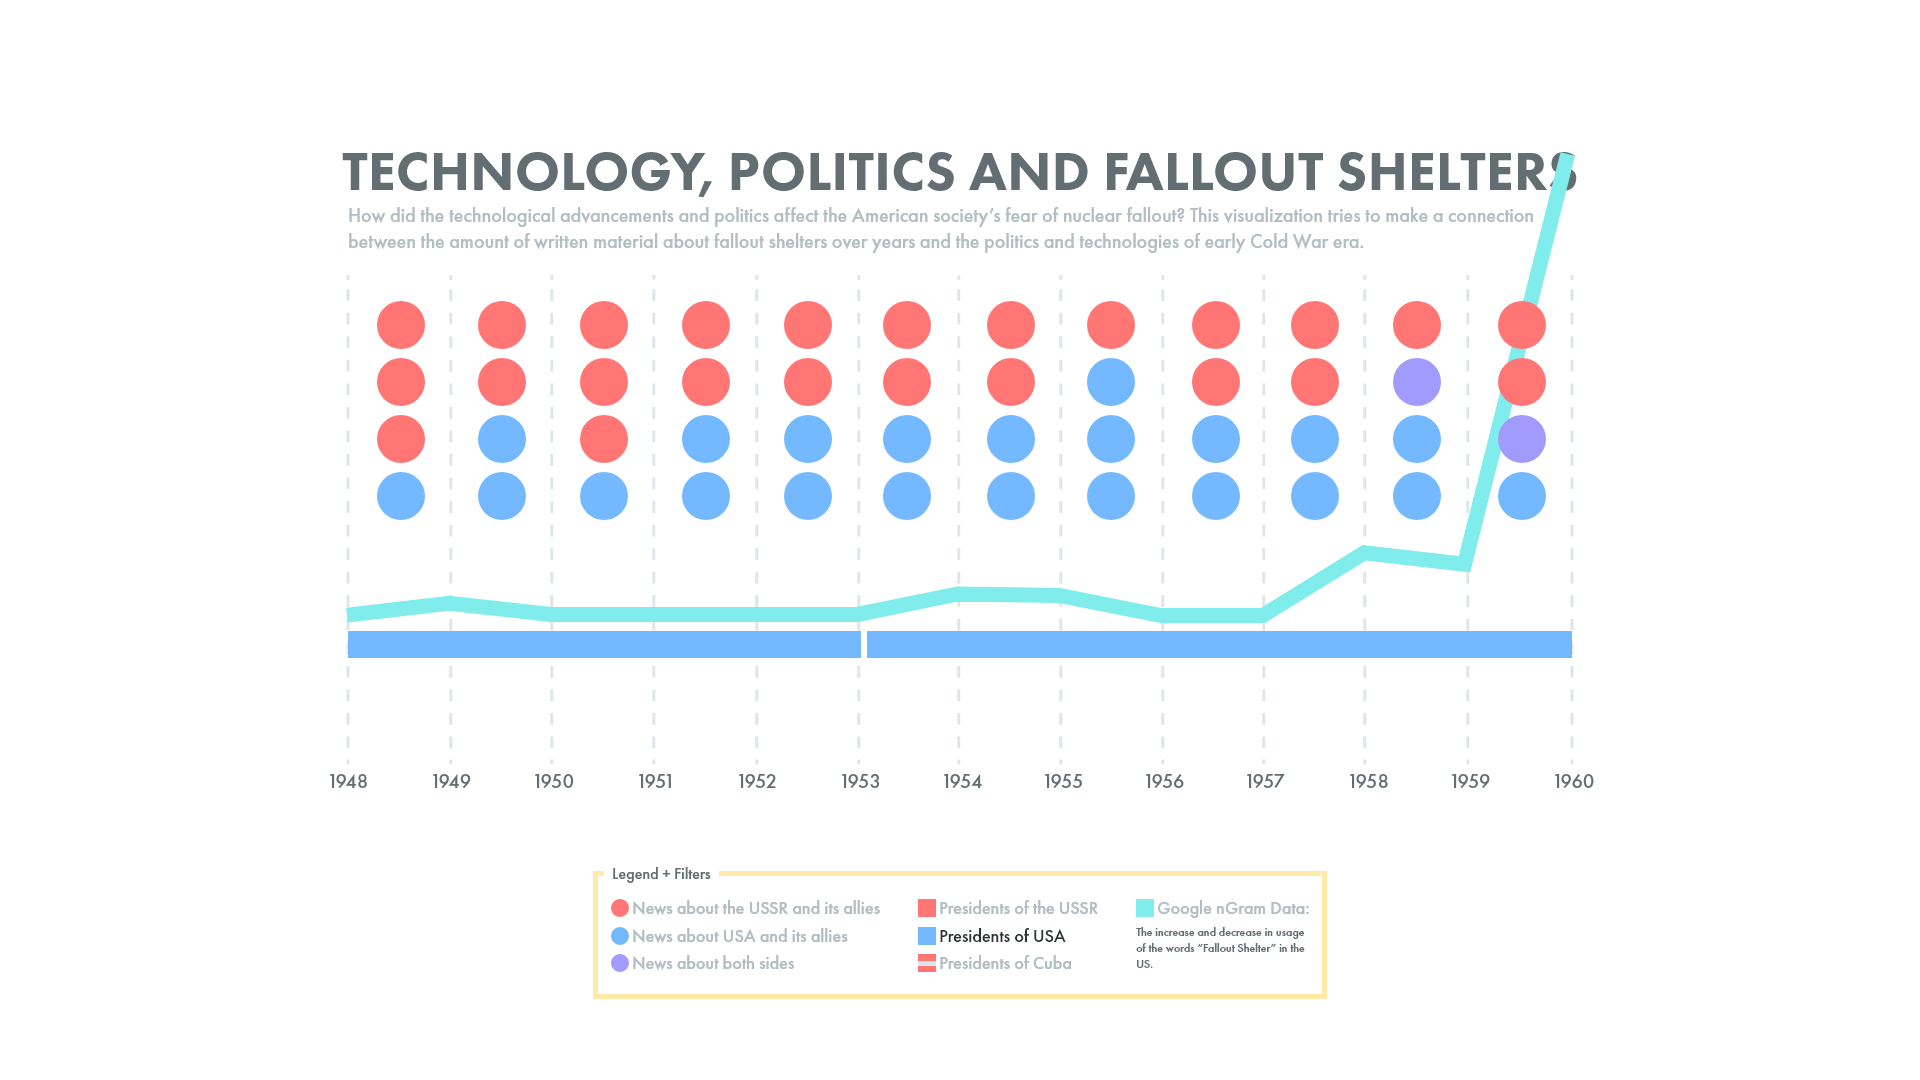 TECHNOLOGY, POLITICS AND FALLOUT SHELTERS
How did the technological advancements and politics affect the American society’s fear of nuclear fallout? This visualization tries to make a connection
between the amount of written material about fallout shelters over years and the politics and technologies of early Cold War era.
1948 1949 1950 1951 1952 1953 1954 1955 1956 1957 1958 1959 1960
Legend + Filters
News about the USSR and its allies
News about USA and its allies
News about both sides
Presidents of the USSR
Presidents of USA
Presidents of Cuba
Google nGram Data:
The increase and decrease in usage
of the words “Fallout Shelter” in the
US.